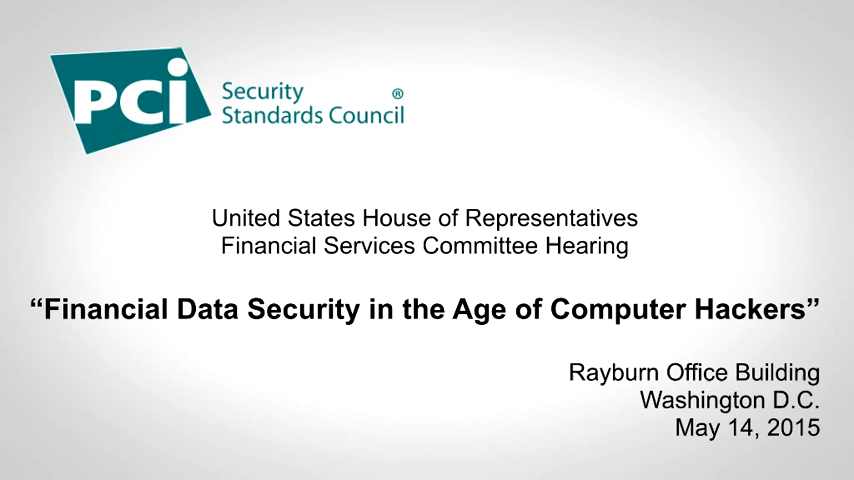 PCi
Security ®
Standards Council
United States House of Representatives
Financial Services Committee Hearing
“Financial Data Security in the Age of Computer Hackers”
Rayburn Office Building
Washington D.C.
May 14, 2015